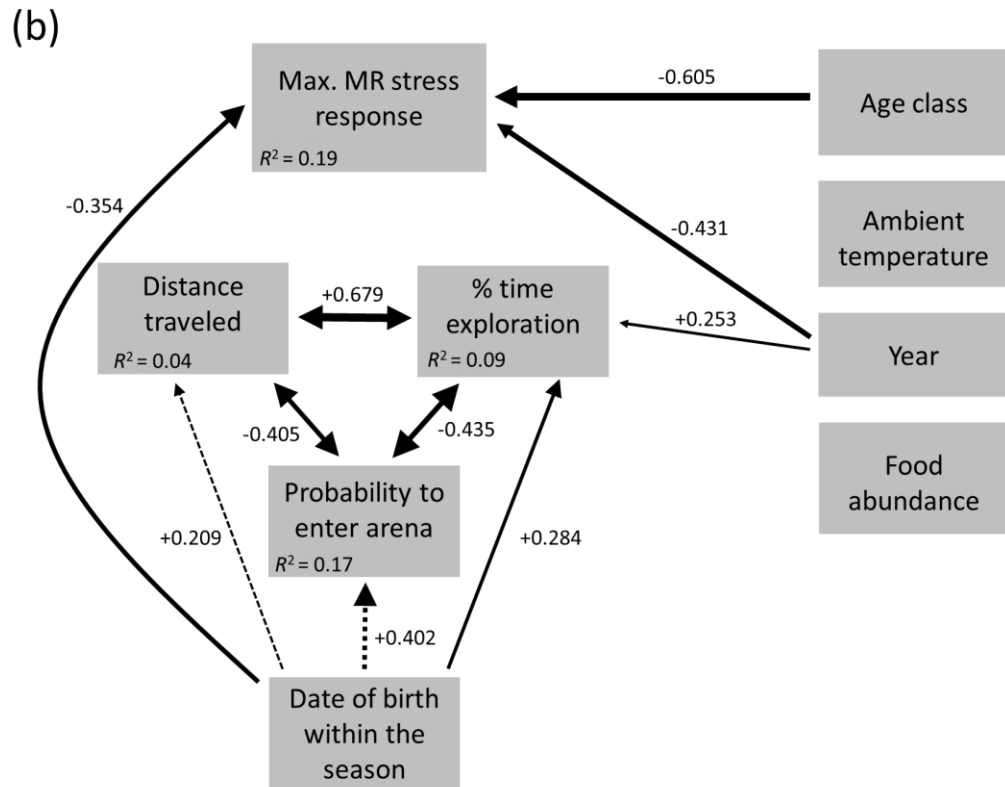 (b)
Max. MR stress
response
R² = 0.19
-0.605
Age class
-0.354
-0.431
Ambient
temperature
Distance
traveled
R² = 0.04
+0.679
% time
exploration
R² = 0.09
+0.253
Year
-0.405
-0.435
Probability to
enter arena
R² = 0.17
Food
abundance
+0.209
+0.284
+0.402
Date of birth
within the
season